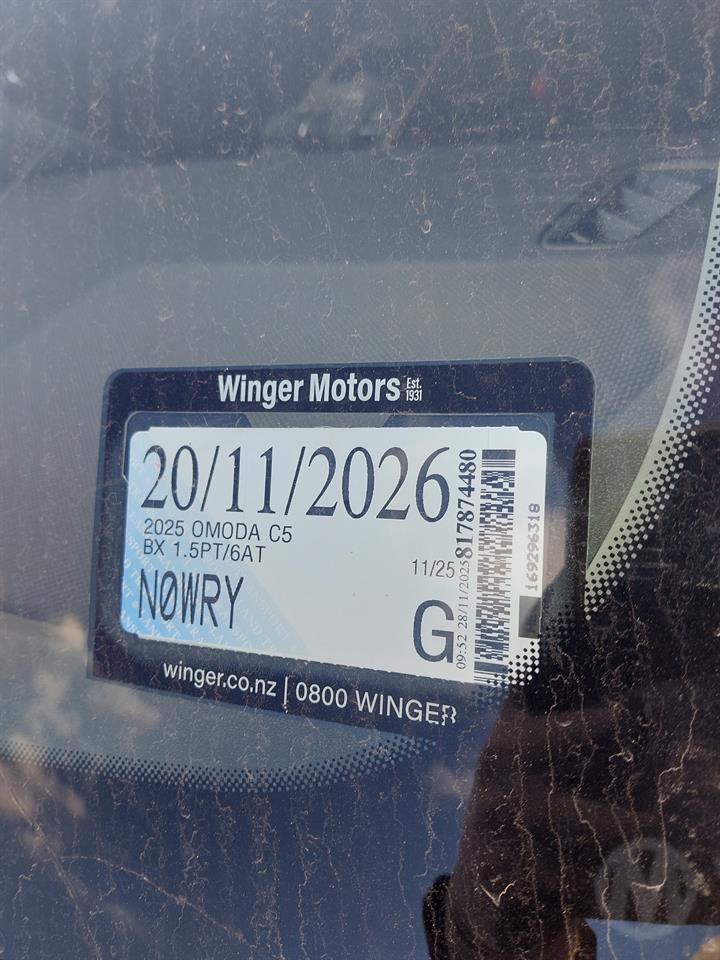 Winger Motors Est. 1931
20/11/2026
2025 OMODA C5
BX 1.5PT/6AT
11/25
NØWRY
G
09:52 28/11/2025
817874480
169296318
winger.co.nz | 0800 WINGER